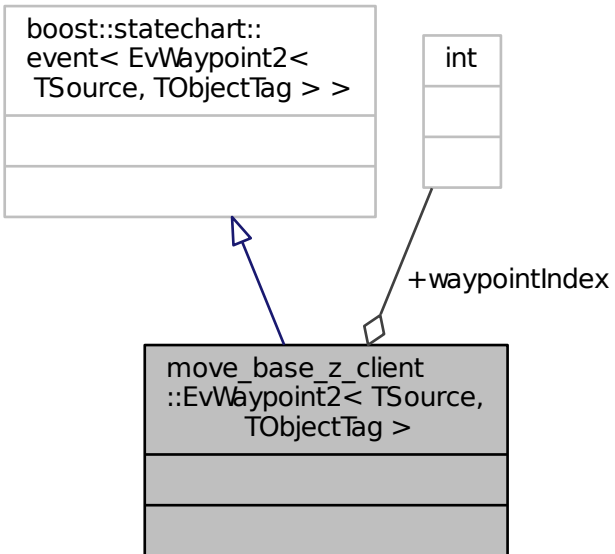 boost::statechart::
event< EvWaypoint2<
TSource, TObjectTag > >
int
+waypointIndex
move_base_z_client
::EvWaypoint2< TSource,
TObjectTag >